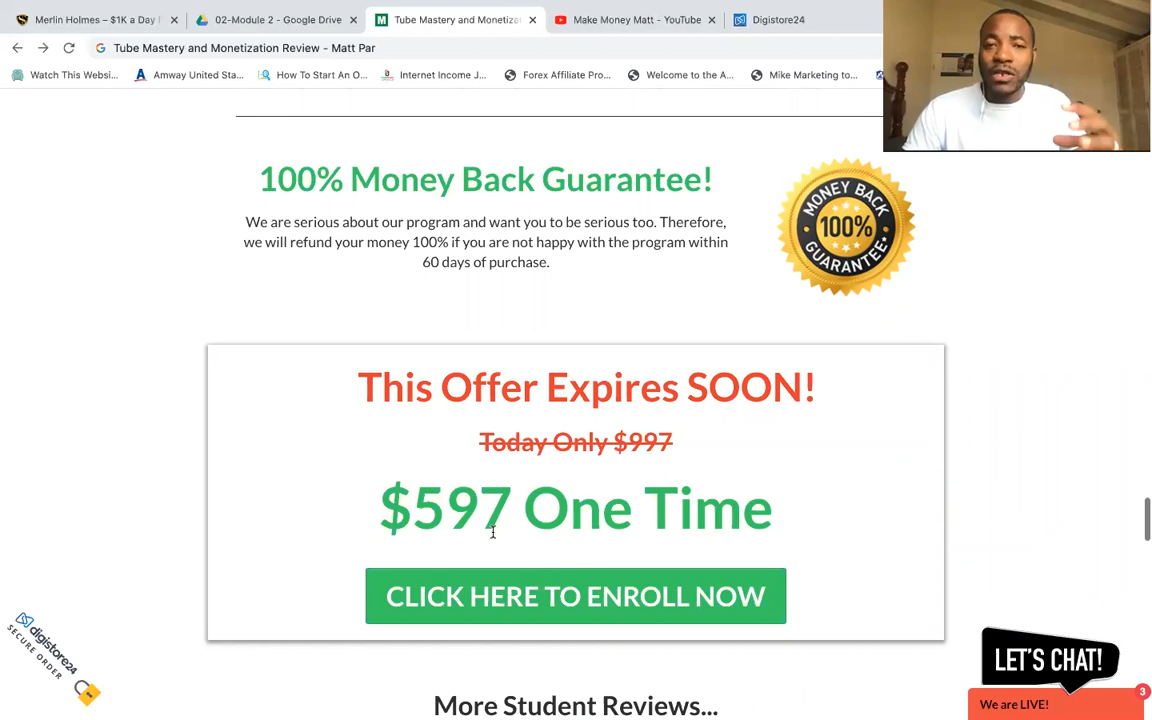 Merlin Holmes – $1K a Day
02-Module 2 - Google Drive
Tube Mastery and Monetiza
Make Money Matt - YouTube
Digistore24
Tube Mastery and Monetization Review - Matt Par
Watch This Websi...
Amway United Sta...
How To Start An O...
Internet Income J...
Forex Affiliate Pro...
Welcome to the A...
Mike Marketing to...
100% Money Back Guarantee!
We are serious about our program and want you to be serious too. Therefore,
we will refund your money 100% if you are not happy with the program within
60 days of purchase.
MONEY BACK
100%
GUARANTEE
This Offer Expires SOON!
Today Only $997
$597 One Time
CLICK HERE TO ENROLL NOW
digistore24
SECURE ORDER
LET'S CHAT!
3
We are LIVE!
More Student Reviews...